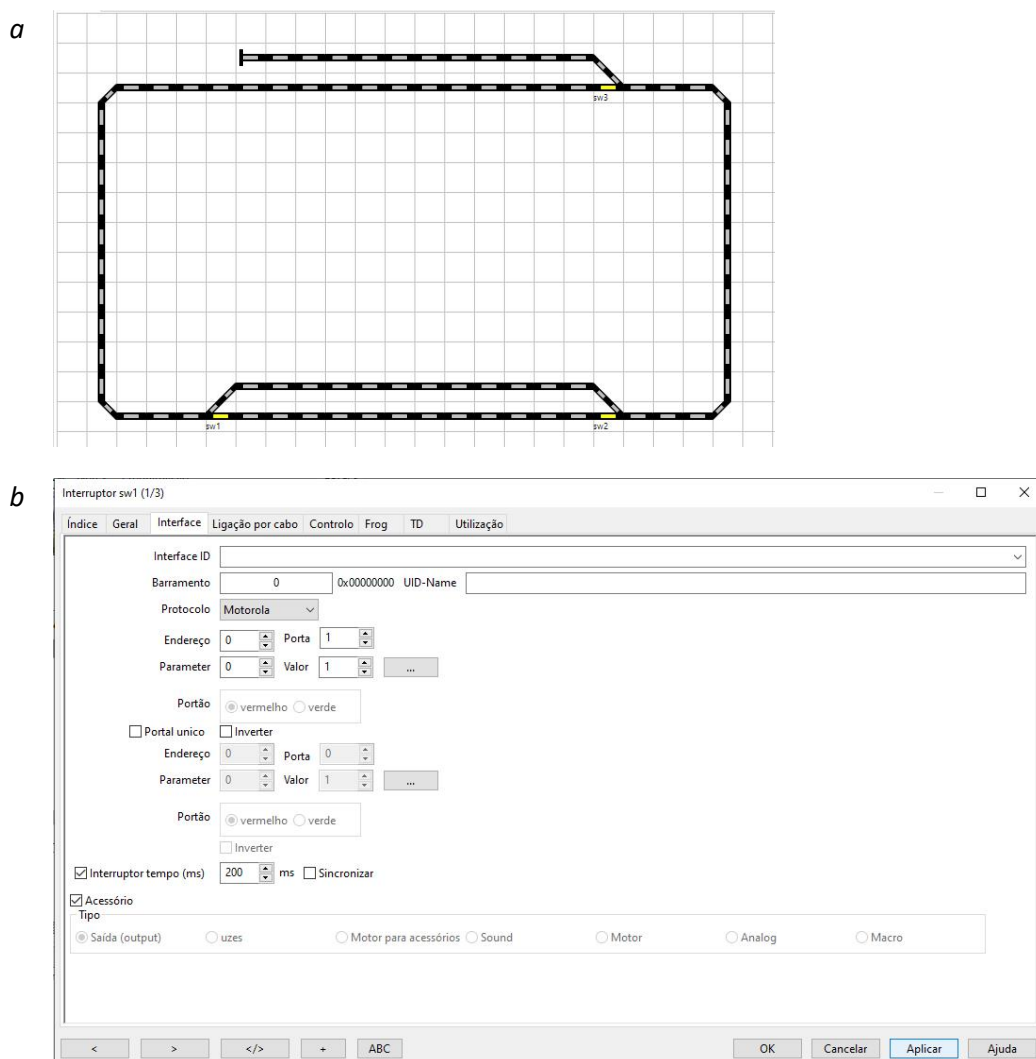 a
sw3
sw1
sw2
b
Interruptor sw1 (1/3)
Índice Geral Interface Ligação por cabo Controlo Frog TD Utilização
Interface ID
Barramento 0 0x00000000 UID-Name
Protocolo Motorola
Endereço 0 Porta 1
Parameter 0 Valor 1 ...
Portão vermelho verde
Portal unico Inverter
Endereço 0 Porta 0
Parameter 0 Valor 1 ...
Portão vermelho verde
Inverter
Interruptor tempo (ms) 200 ms Sincronizar
Acessório
Tipo
Saída (output) uzes Motor para acessórios Sound Motor Analog Macro
< > </> + ABC OK Cancelar Aplicar Ajuda